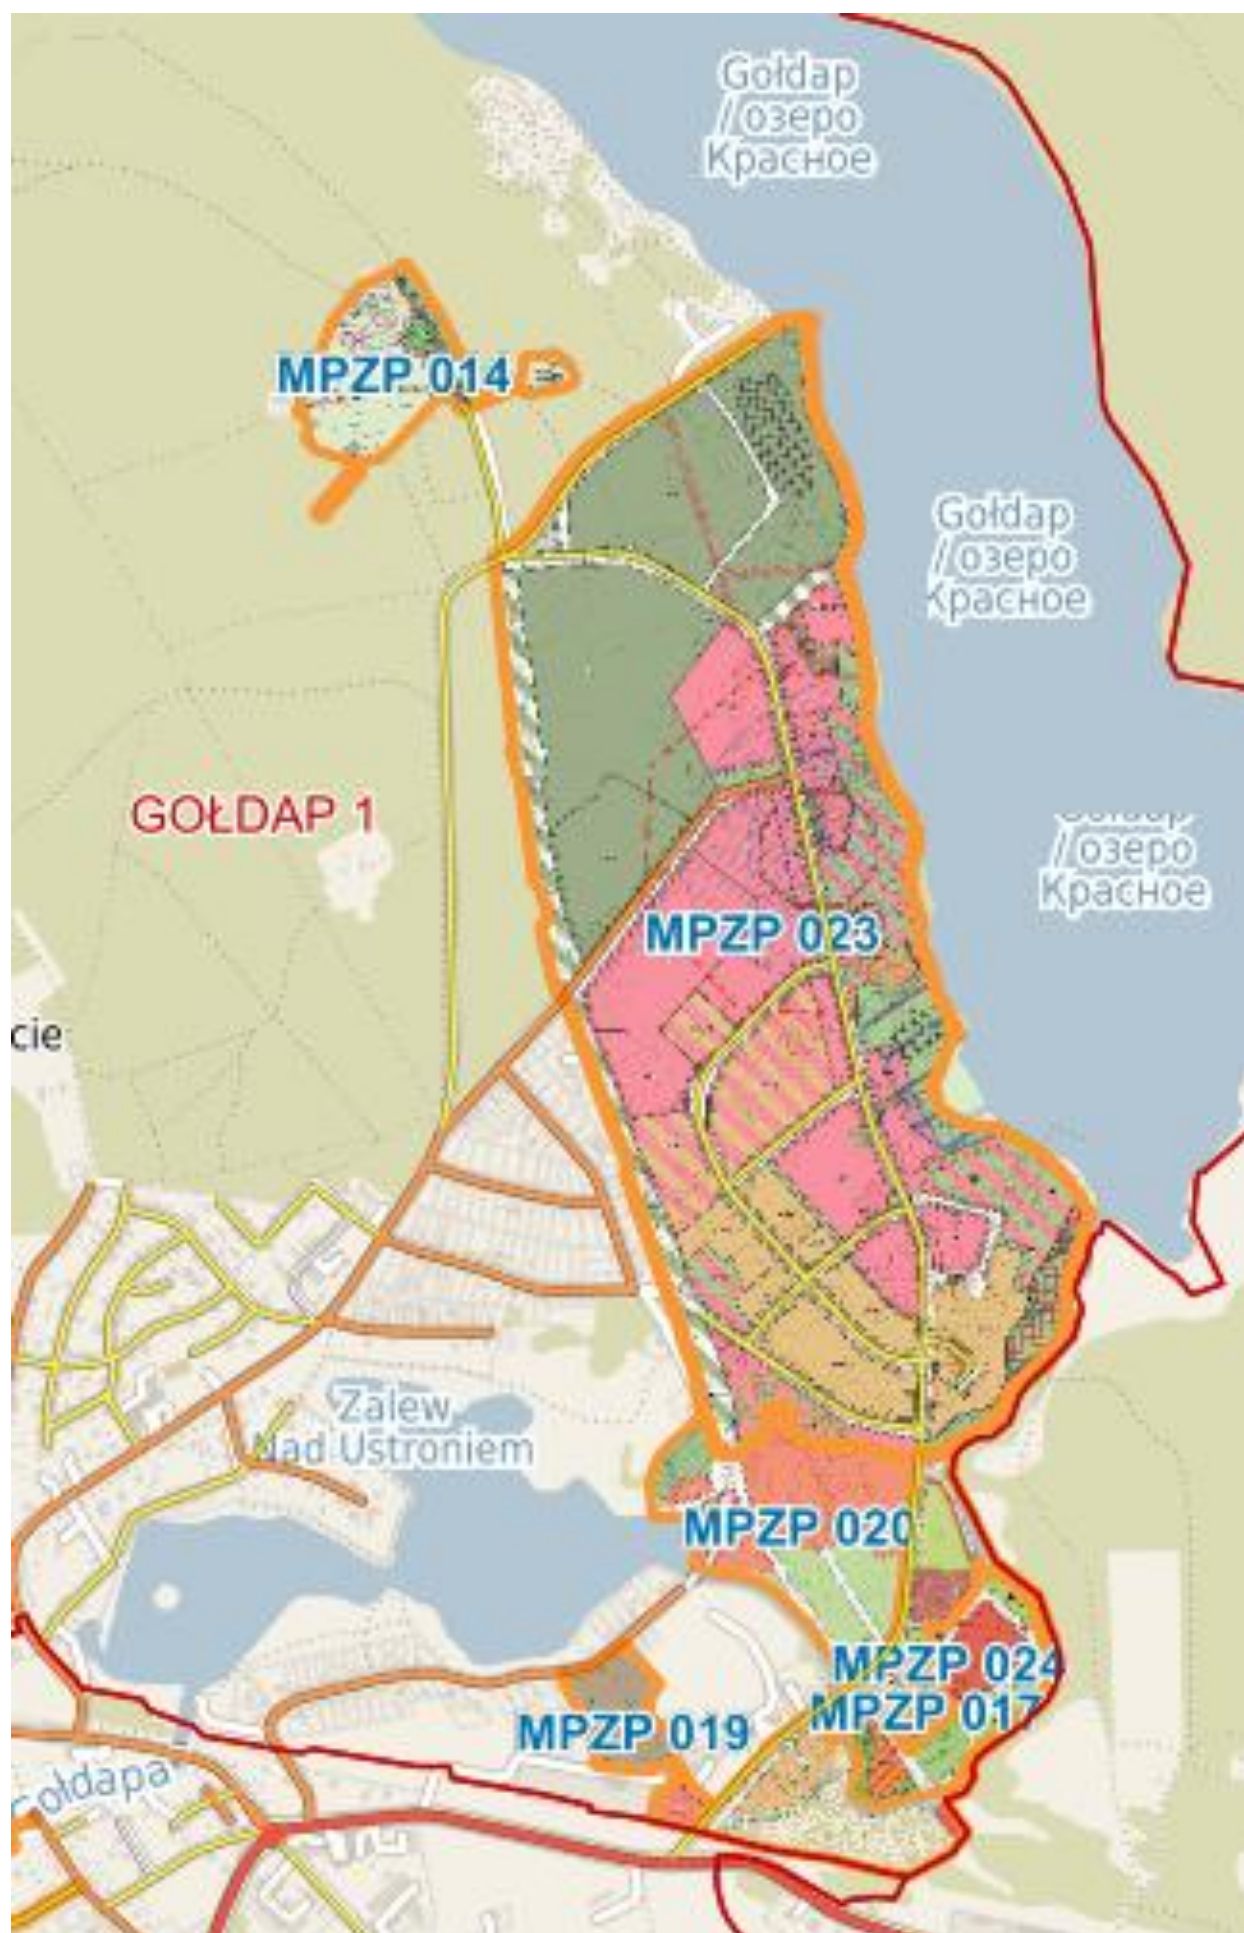 Gołdap
/ озеро
Красное
MPZP 014
Gołdap
/ озеро
Красное
GOŁDAP 1
/ озеро
Красное
MPZP 023
cie
Zalew
Nad Ustroniem
MPZP 020
MPZP 024
MPZP 017
MPZP 019
Gołdapa